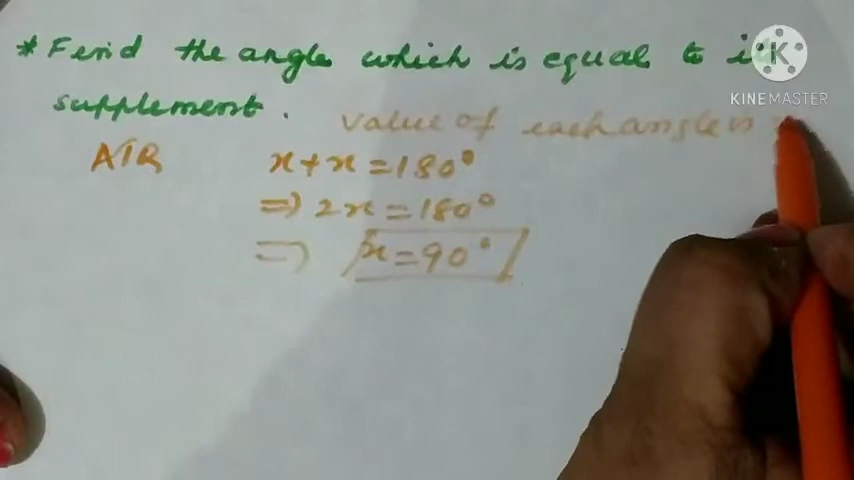 * Find the angle which is equal to it
supplement.
value of each angle is
ATQ
x+x=180°
=> 2x=180°
=> x=90°
K
KINEMASTER